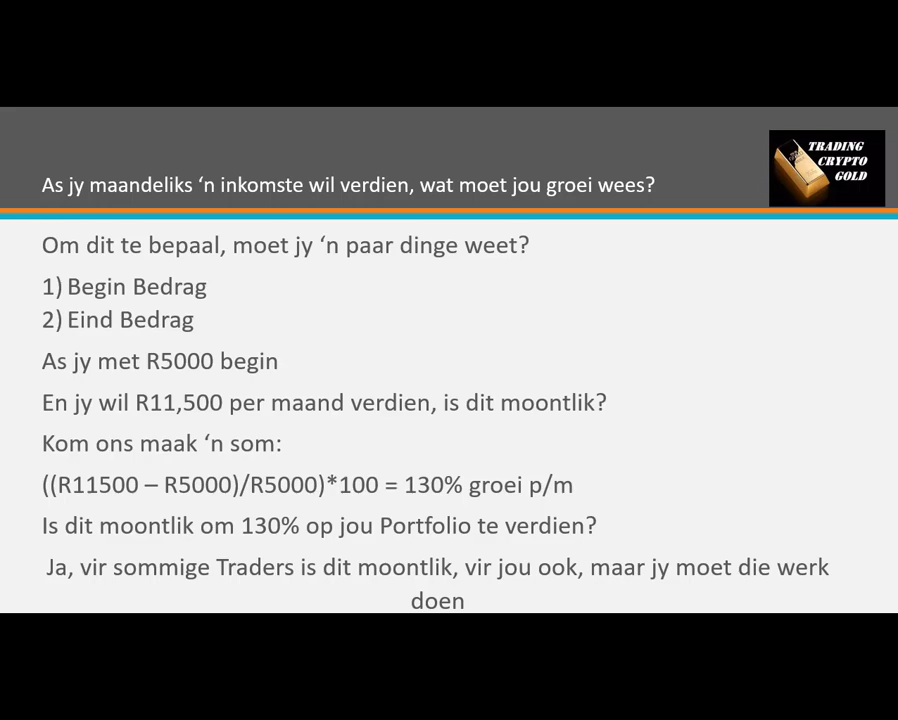 TRADING
CRYPTO
GOLD
As jy maandeliks ‘n inkomste wil verdien, wat moet jou groei wees?
Om dit te bepaal, moet jy ‘n paar dinge weet?
1) Begin Bedrag
2) Eind Bedrag
As jy met R5000 begin
En jy wil R11,500 per maand verdien, is dit moontlik?
Kom ons maak ‘n som:
((R11500 – R5000)/R5000)*100 = 130% groei p/m
Is dit moontlik om 130% op jou Portfolio te verdien?
Ja, vir sommige Traders is dit moontlik, vir jou ook, maar jy moet die werk
doen